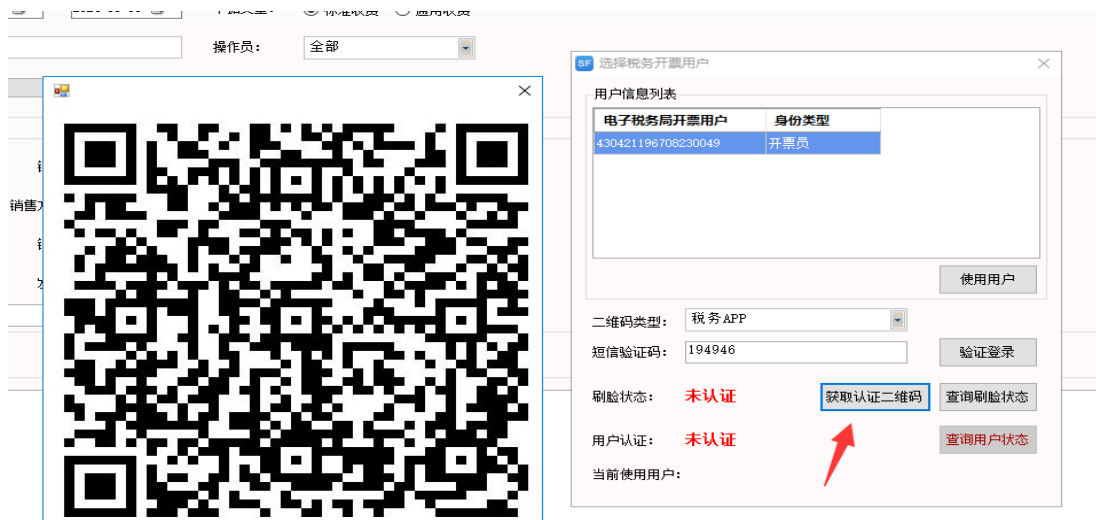 操作员：
全部
SF 选择税务开票用户
用户信息列表
电子税务局开票用户 身份类型
430421196708230049 开票员
使用用户
二维码类型： 税务APP
短信验证码： 194946 验证登录
刷脸状态： 未认证 获取认证二维码 查询刷脸状态
用户认证： 未认证 查询用户状态
当前使用用户：
销售